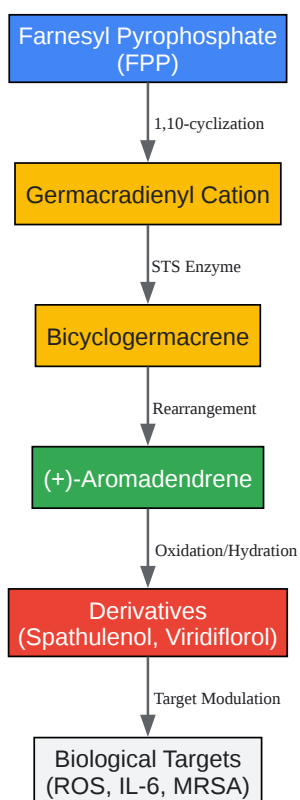 Farnesyl Pyrophosphate
(FPP)
1,10-cyclization
Germacradienyl Cation
STS Enzyme
Bicyclogermacrene
Rearrangement
(+)-Aromadendrene
Oxidation/Hydration
Derivatives
(Spathulenol, Viridiflorol)
Target Modulation
Biological Targets
(ROS, IL-6, MRSA)